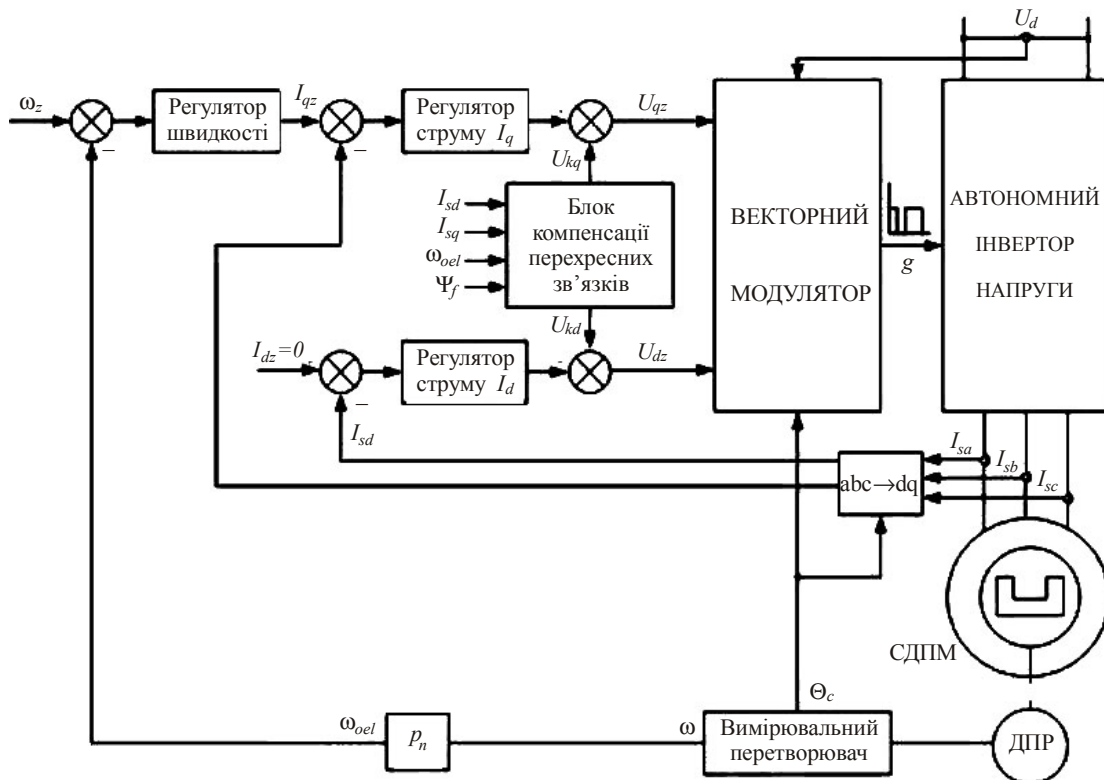 U_d
ω_z
Регулятор
швидкості
I_qz
Регулятор
струму I_q
U_qz
U_kq
I_sd
I_sq
ω_oel
Ψ_f
Блок
компенсації
перехресних
зв’язків
ВЕКТОРНИЙ
МОДУЛЯТОР
g
АВТОНОМНИЙ
ІНВЕРТОР
НАПРУГИ
U_kd
I_dz=0
Регулятор
струму I_d
U_dz
I_sd
abc→dq
I_sa
I_sb
I_sc
СДПМ
Θ_c
ω_oel
p_n
ω
Вимірювальний
перетворювач
ДПР